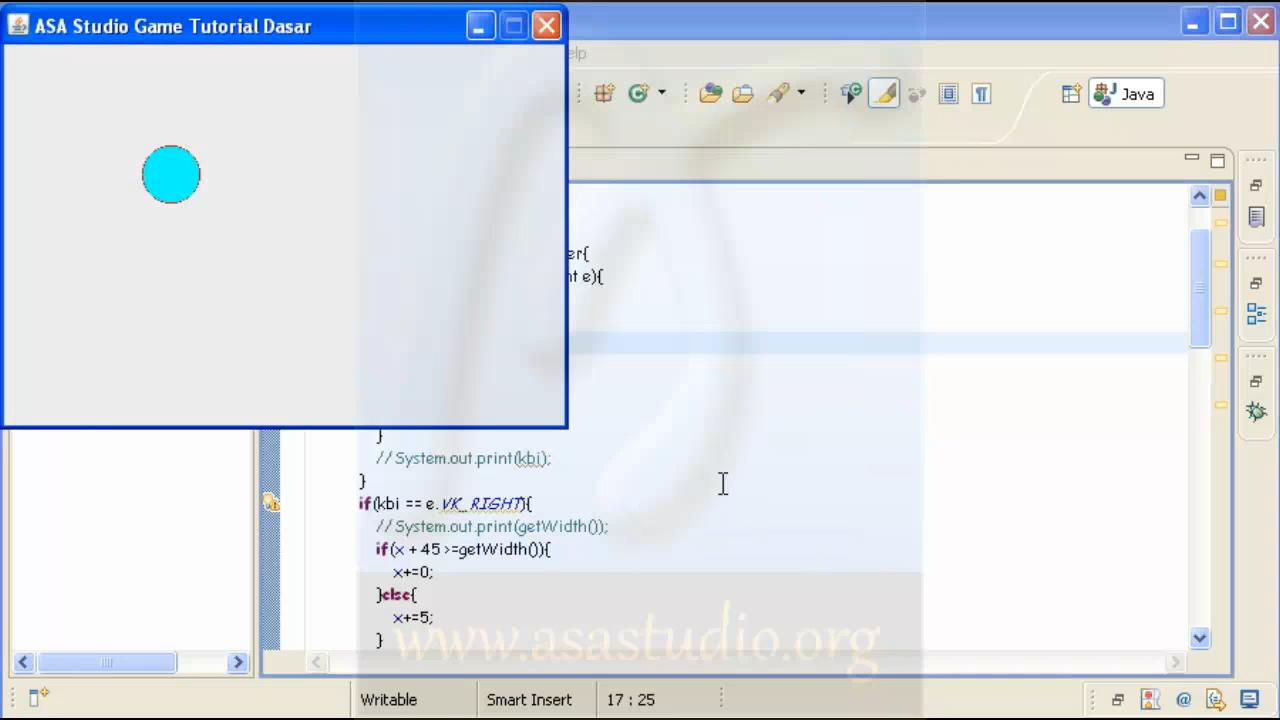 ASA Studio Game Tutorial Dasar
elp
Java
er{
nt e){
}
//System.out.print(kbi);
}
if(kbi == e.VK_RIGHT){
//System.out.print(getWidth());
if(x + 45 >=getWidth()){
x+=0;
}else{
x+=5;
}
www.asastudio.org
Writable
Smart Insert
17 : 25